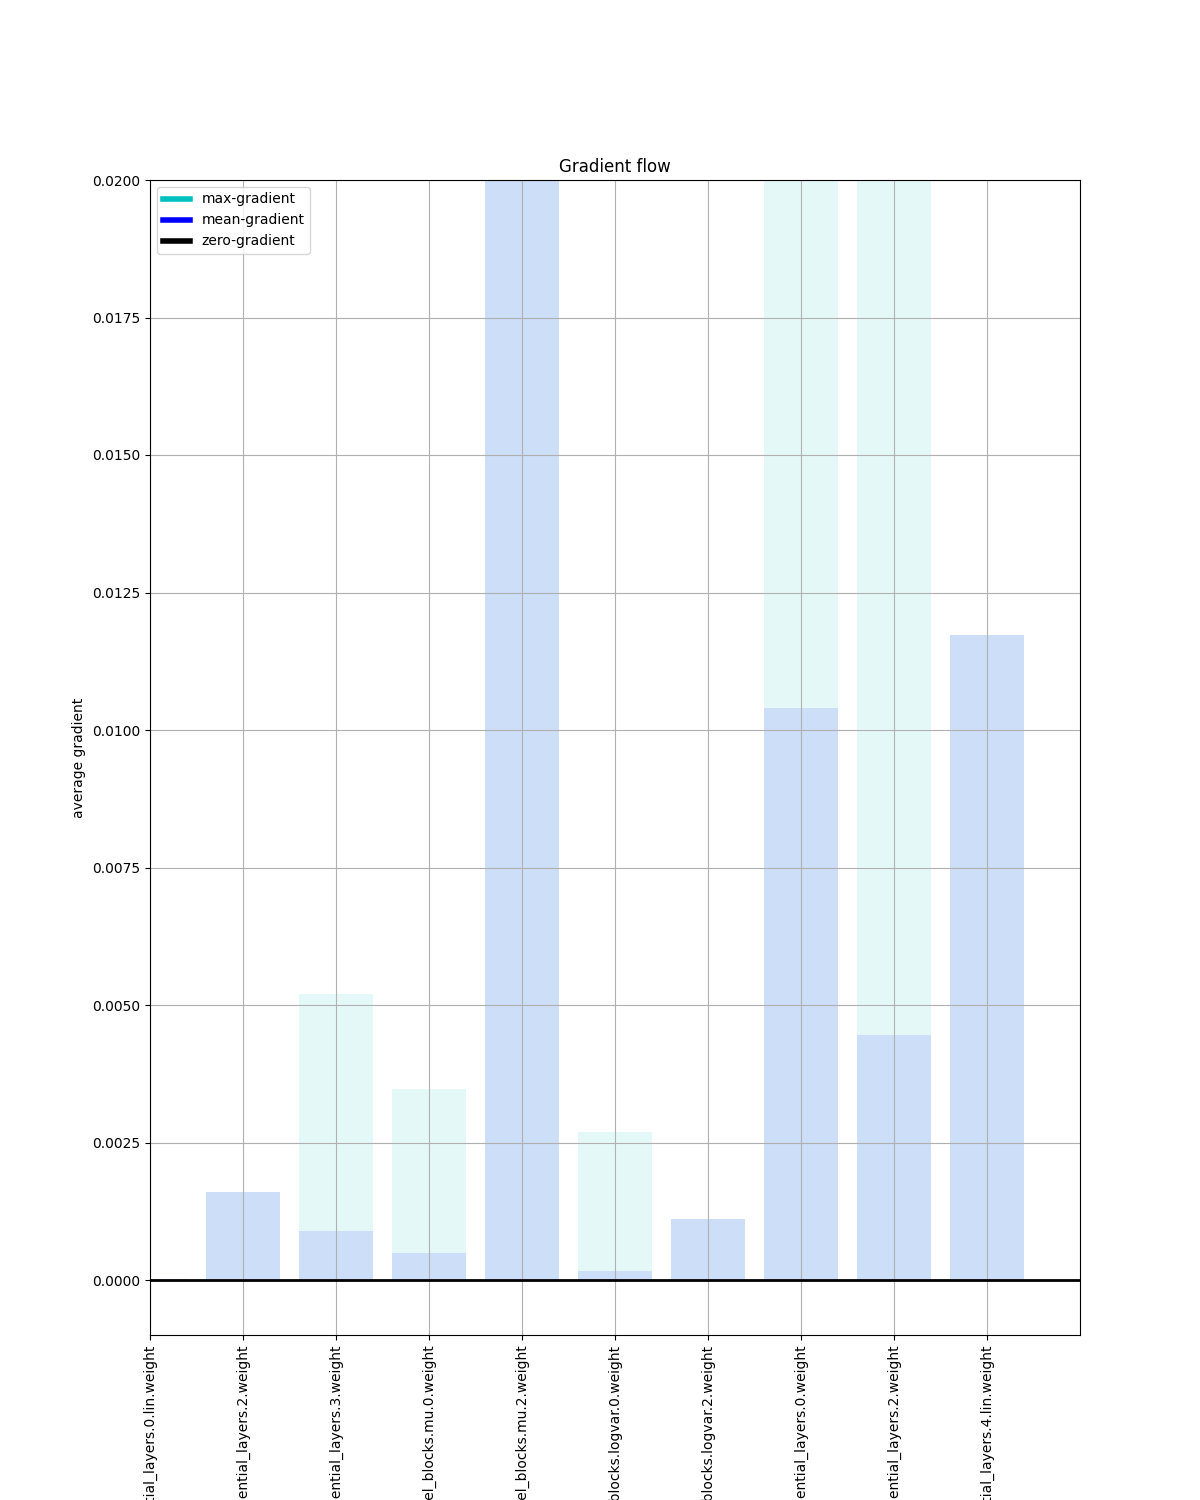 Gradient flow
max-gradient
mean-gradient
zero-gradient
0.0200
0.0175
0.0150
0.0125
0.0100
0.0075
0.0050
0.0025
0.0000
average gradient
tial_layers.0.lin.weight
ential_layers.2.weight
ential_layers.3.weight
el_blocks.mu.0.weight
el_blocks.mu.2.weight
blocks.logvar.0.weight
blocks.logvar.2.weight
ential_layers.0.weight
ential_layers.2.weight
tial_layers.4.lin.weight